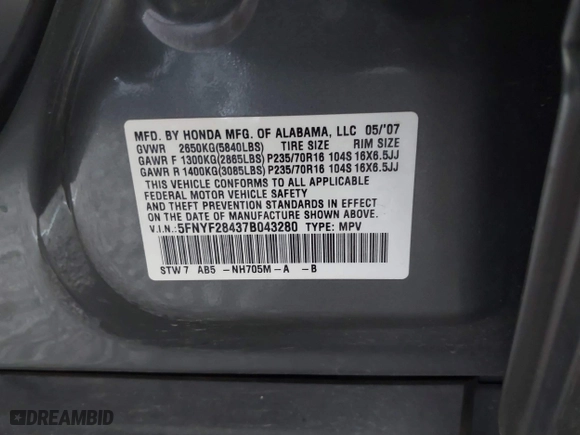 MFD. BY HONDA MFG. OF ALABAMA, LLC 05/'07
GVWR 2650KG(5840LBS) TIRE SIZE RIM SIZE
GAWR F 1300KG(2865LBS) P235/70R16 104S 16X6.5JJ
GAWR R 1400KG(3085LBS) P235/70R16 104S 16X6.5JJ
THIS VEHICLE CONFORMS TO ALL APPLICABLE
FEDERAL MOTOR VEHICLE SAFETY
AND THEFT PREVENTION STANDARDS IN EFFECT
ON THE DATE OF MANUFACTURE SHOWN ABOVE.
V.I.N.: 5FNYF28437B043280 TYPE: MPV
STW 7 AB5 -NH705M-A -B
DREAMBID